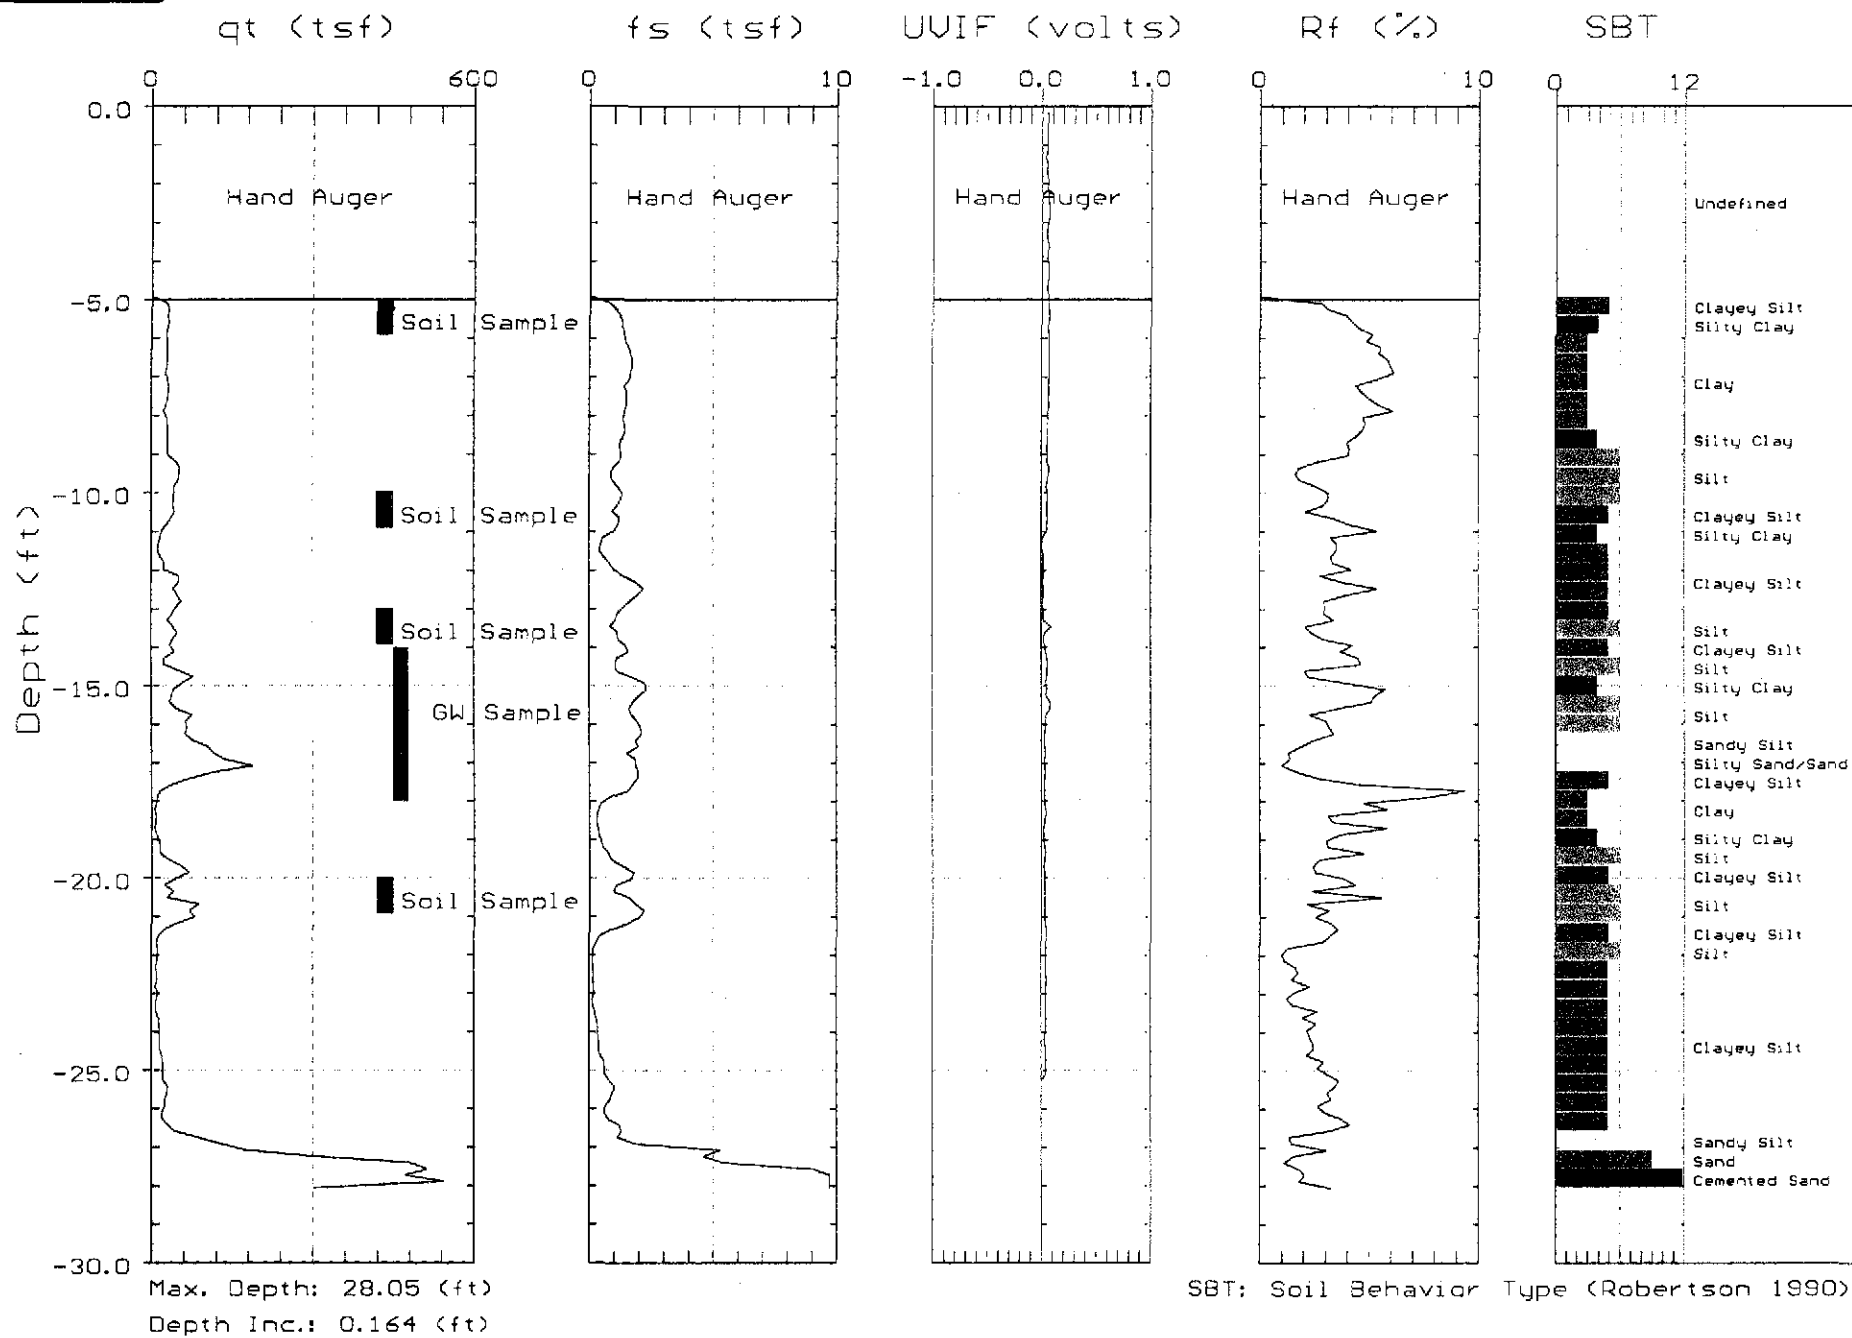 qt (tsf) fs (tsf) UVIF (volts) Rf (%) SBT
0 600 0 10 -1.0 0.0 1.0 0 10 0 12
0.0
Hand Auger Hand Auger Hand Auger Hand Auger
Undefined
-5.0
Clayey Silt
Soil Sample
Silty Clay
Clay
Silty Clay
Silt
-10.0
Soil Sample
Clayey Silt
Silty Clay
Depth (ft)
Clayey Silt
Soil Sample
Silt
Clayey Silt
Silt
-15.0
Silty Clay
GW Sample
Silt
Sandy Silt
Silty Sand/Sand
Clayey Silt
Clay
Silty Clay
Silt
-20.0
Clayey Silt
Soil Sample
Silt
Clayey Silt
Silt
Clayey Silt
-25.0
Sandy Silt
Sand
Cemented Sand
-30.0
Max. Depth: 28.05 (ft)
SBT: Soil Behavior Type (Robertson 1990)
Depth Inc.: 0.164 (ft)